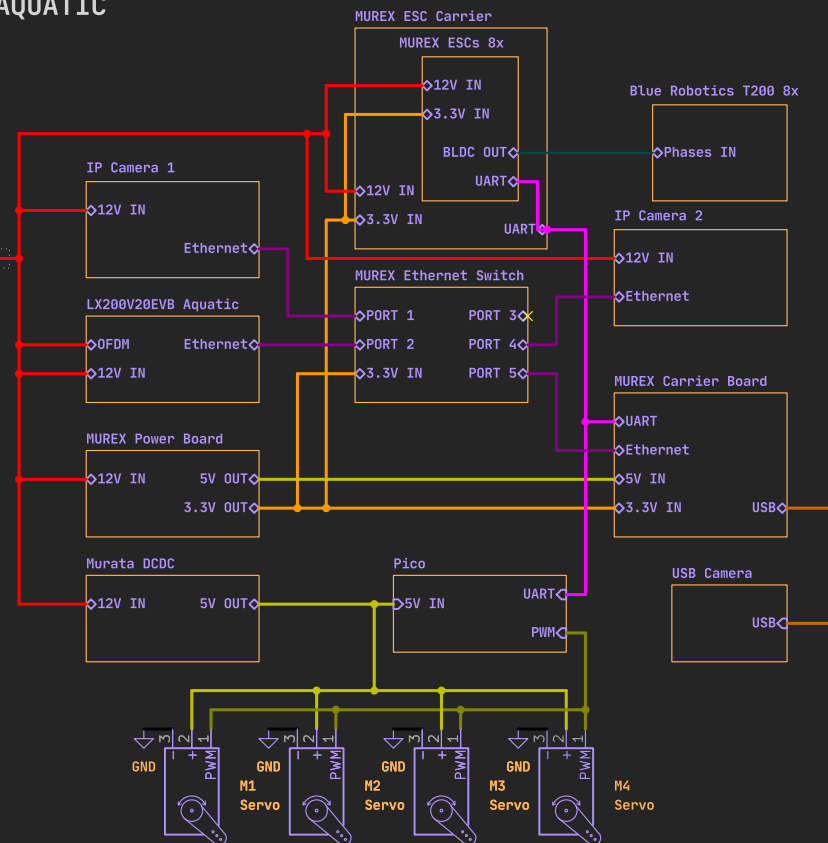 AQUATIC
MUREX ESC Carrier
MUREX ESCs 8x
12V IN
3.3V IN
BLDC OUT
UART
12V IN
3.3V IN
UART
Blue Robotics T200 8x
Phases IN
IP Camera 1
12V IN
Ethernet
IP Camera 2
12V IN
Ethernet
MUREX Ethernet Switch
PORT 1
PORT 2
3.3V IN
PORT 3
PORT 4
PORT 5
LX200V20EVB Aquatic
OFDM
12V IN
Ethernet
MUREX Carrier Board
UART
Ethernet
5V IN
3.3V IN
USB
MUREX Power Board
12V IN
5V OUT
3.3V OUT
Murata DCDC
12V IN
5V OUT
Pico
5V IN
UART
PWM
USB Camera
USB
3 2 1
- + PWM
GND
M1
Servo
3 2 1
- + PWM
GND
M2
Servo
3 2 1
- + PWM
GND
M3
Servo
3 2 1
- + PWM
GND
M4
Servo